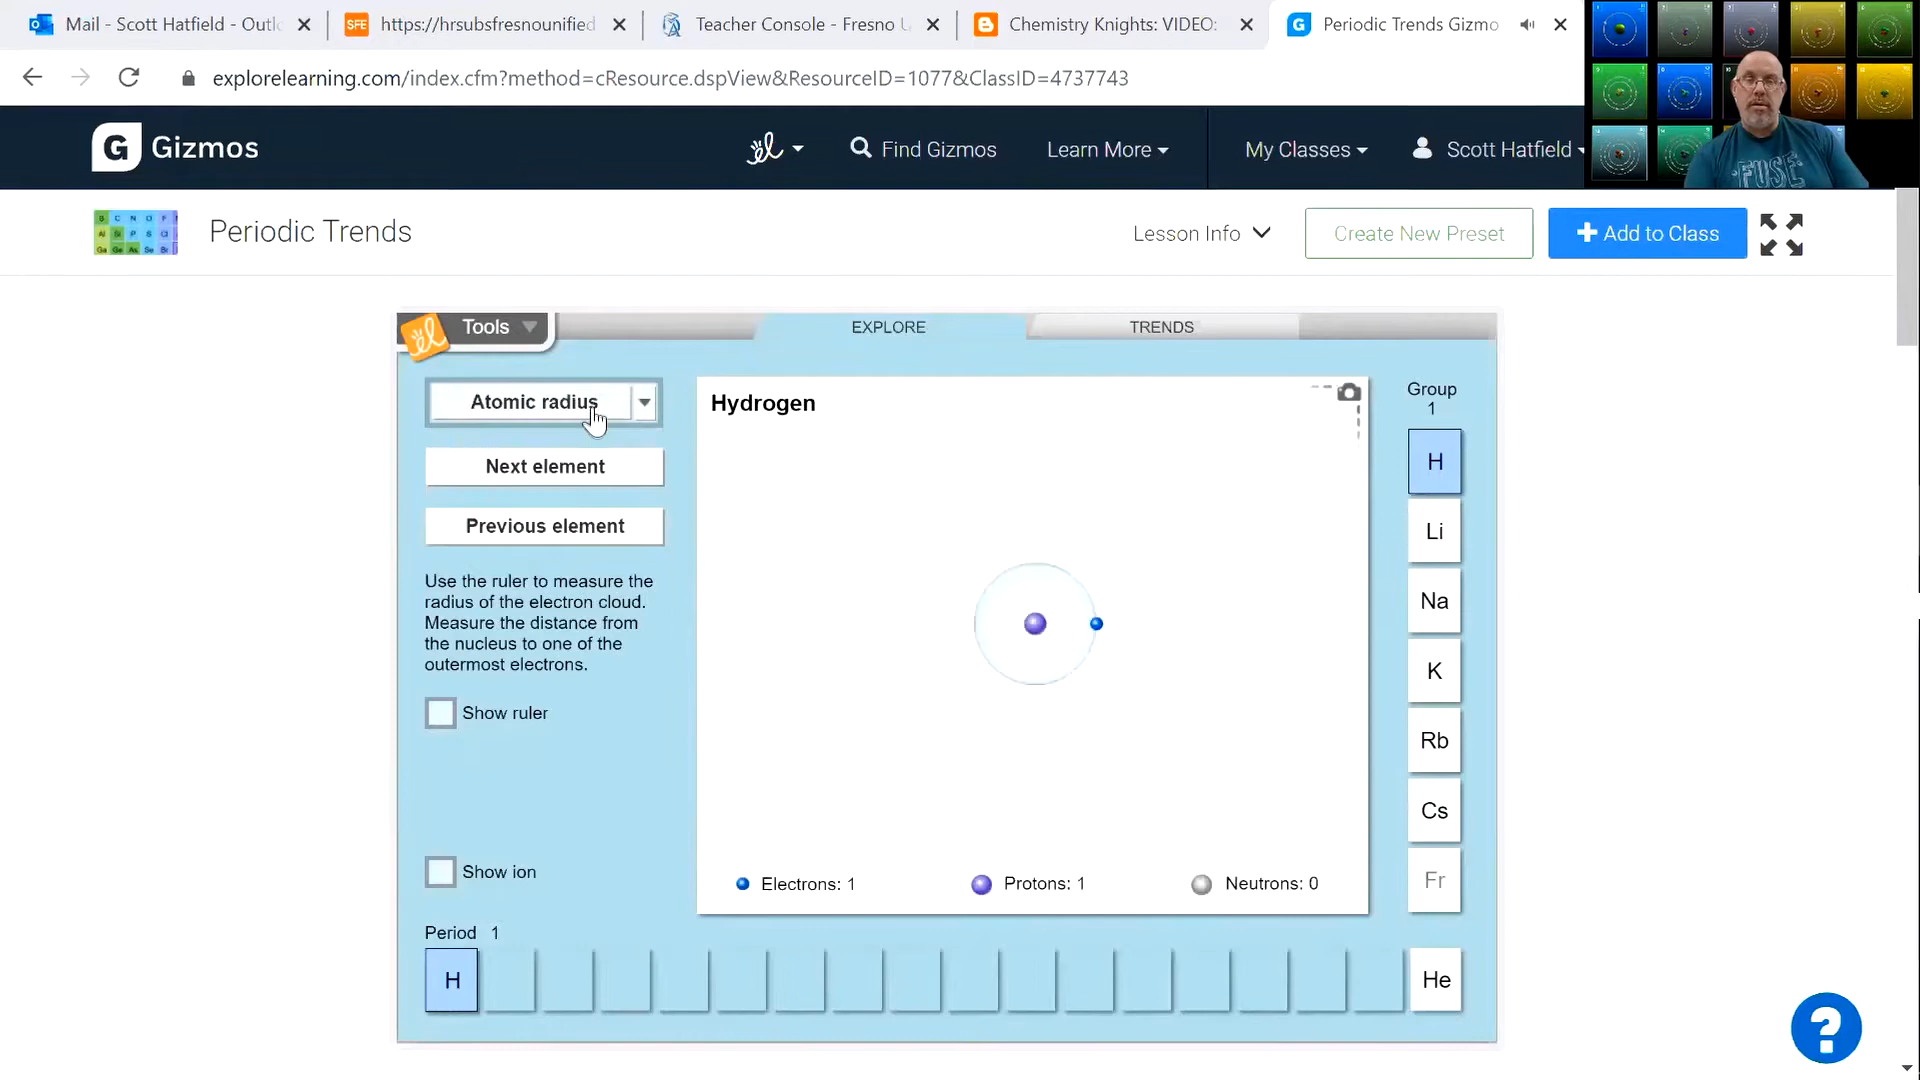 Mail - Scott Hatfield - Outlo
SFE
https://hrsubsfresnounified
Teacher Console - Fresno U
Chemistry Knights: VIDEO:
Periodic Trends Gizmo
explorelearning.com/index.cfm?method=cResource.dspView&ResourceID=1077&ClassID=4737743
G Gizmos
Find Gizmos
Learn More
My Classes
Scott Hatfield
FUSE
Periodic Trends
Lesson Info
Create New Preset
+ Add to Class
Tools
EXPLORE
TRENDS
Atomic radius
Next element
Previous element
Use the ruler to measure the
radius of the electron cloud.
Measure the distance from
the nucleus to one of the
outermost electrons.
Show ruler
Show ion
Hydrogen
Electrons: 1
Protons: 1
Neutrons: 0
Group
1
H
Li
Na
K
Rb
Cs
Fr
Period 1
H
He
?